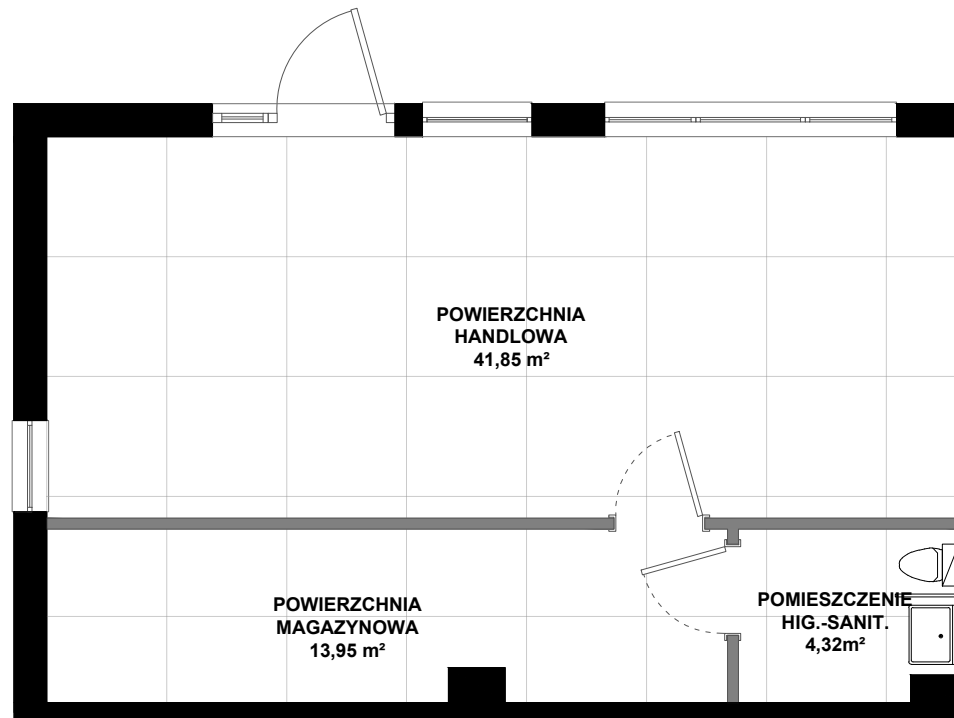 POWIERZCHNIA
HANDLOWA
41,85 m²
POWIERZCHNIA
MAGAZYNOWA
13,95 m²
POMIESZCZENIE
HIG.-SANIT.
4,32m²